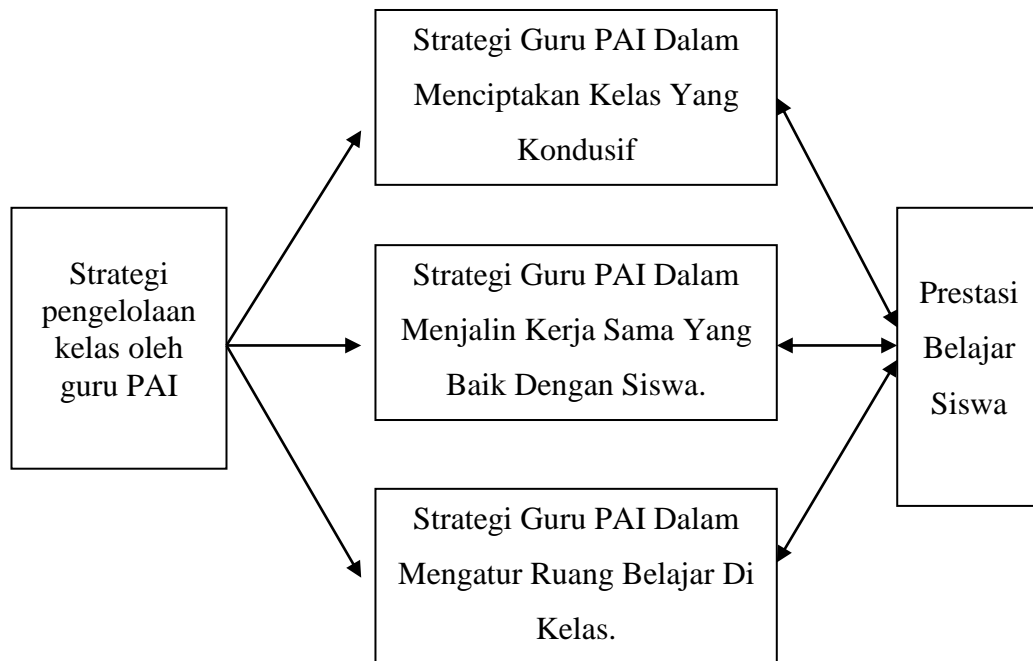 Strategi Guru PAI Dalam
Menciptakan Kelas Yang
Kondusif
Strategi
pengelolaan
kelas oleh
guru PAI
Strategi Guru PAI Dalam
Menjalin Kerja Sama Yang
Baik Dengan Siswa.
Prestasi
Belajar
Siswa
Strategi Guru PAI Dalam
Mengatur Ruang Belajar Di
Kelas.